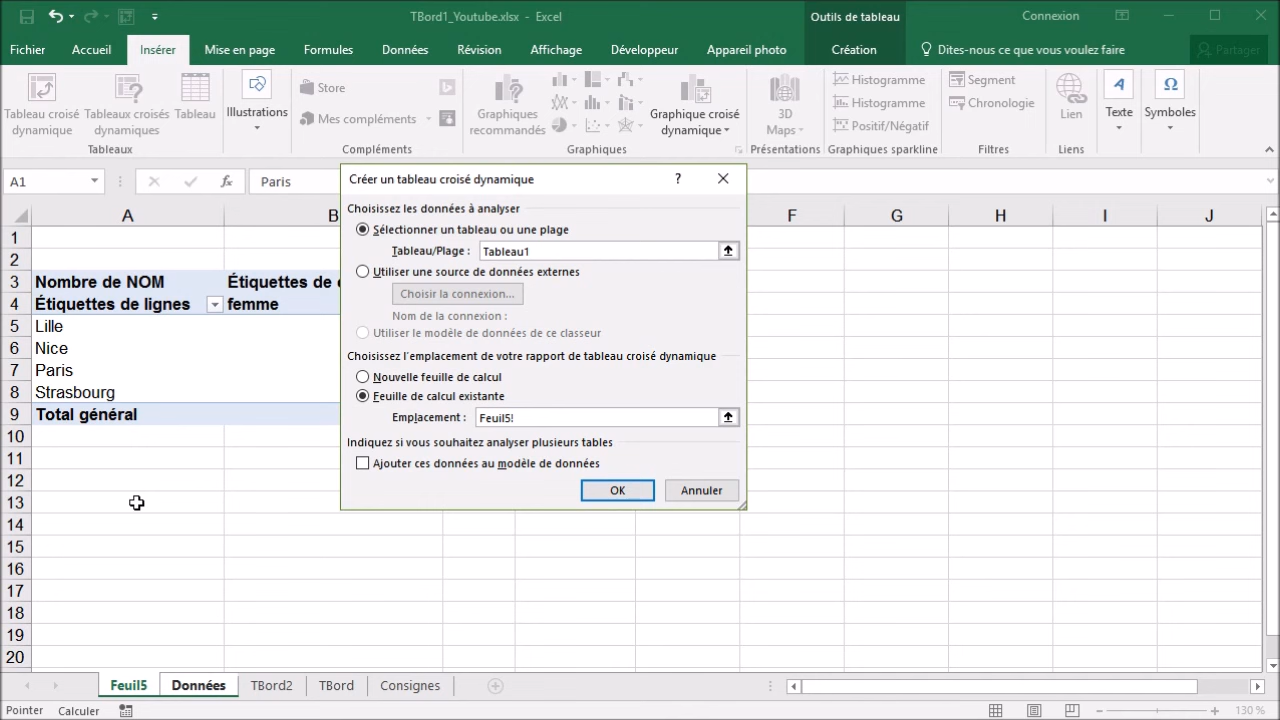 TBord1_Youtube.xlsx - Excel
Outils de tableau
Connexion
Fichier Accueil Insérer Mise en page Formules Données Révision Affichage Développeur Appareil photo Création Dites-nous ce que vous voulez faire Partager
Tableau croisé dynamique
Tableaux croisés dynamiques
Tableau
Tableaux
Illustrations
Store
Mes compléments
Compléments
Graphiques recommandés
Graphique croisé dynamique
Graphiques
3D Maps
Présentations
Histogramme
Histogramme
Positif/Négatif
Graphiques sparkline
Segment
Chronologie
Filtres
Lien
Liens
Texte
Symboles
A1
fx
Paris
A B F G H I J
1
2
3 Nombre de NOM Étiquettes de
4 Étiquettes de lignes femme
5 Lille
6 Nice
7 Paris
8 Strasbourg
9 Total général
10
11
12
13
14
15
16
17
18
19
20
Créer un tableau croisé dynamique
?
Choisissez les données à analyser
Sélectionner un tableau ou une plage
Tableau/Plage : Tableau1
Utiliser une source de données externes
Choisir la connexion...
Nom de la connexion :
Utiliser le modèle de données de ce classeur
Choisissez l'emplacement de votre rapport de tableau croisé dynamique
Nouvelle feuille de calcul
Feuille de calcul existante
Emplacement : Feuil5!
Indiquez si vous souhaitez analyser plusieurs tables
Ajouter ces données au modèle de données
OK Annuler
Feuil5 Données TBord2 TBord Consignes
Pointer Calculer 130 %